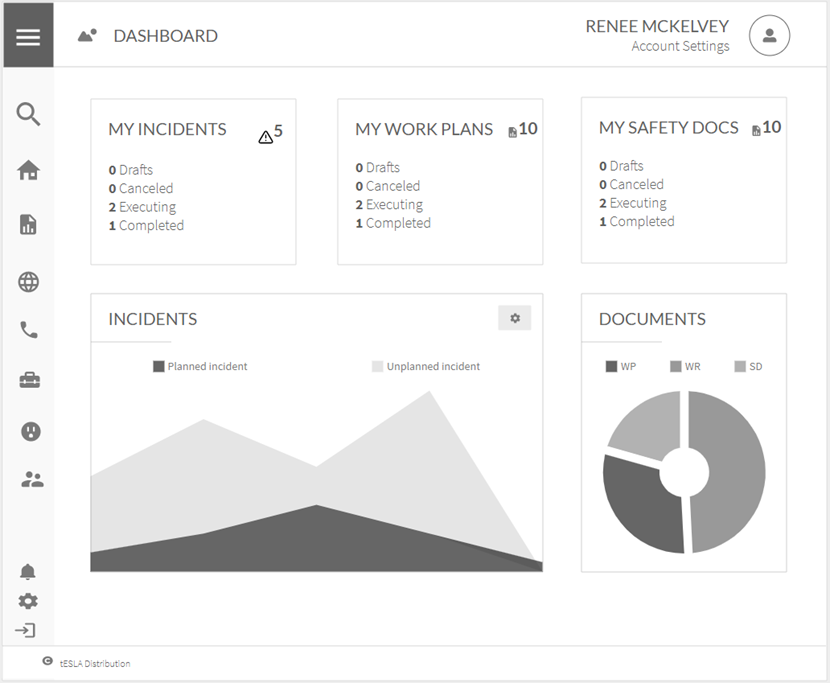 DASHBOARD
RENEE MCKELVEY
Account Settings
MY INCIDENTS 5
0 Drafts
0 Canceled
2 Executing
1 Completed
MY WORK PLANS 10
0 Drafts
0 Canceled
2 Executing
1 Completed
MY SAFETY DOCS 10
0 Drafts
0 Canceled
2 Executing
1 Completed
INCIDENTS
Planned incident Unplanned incident
DOCUMENTS
WP WR SD
© tESLA Distribution